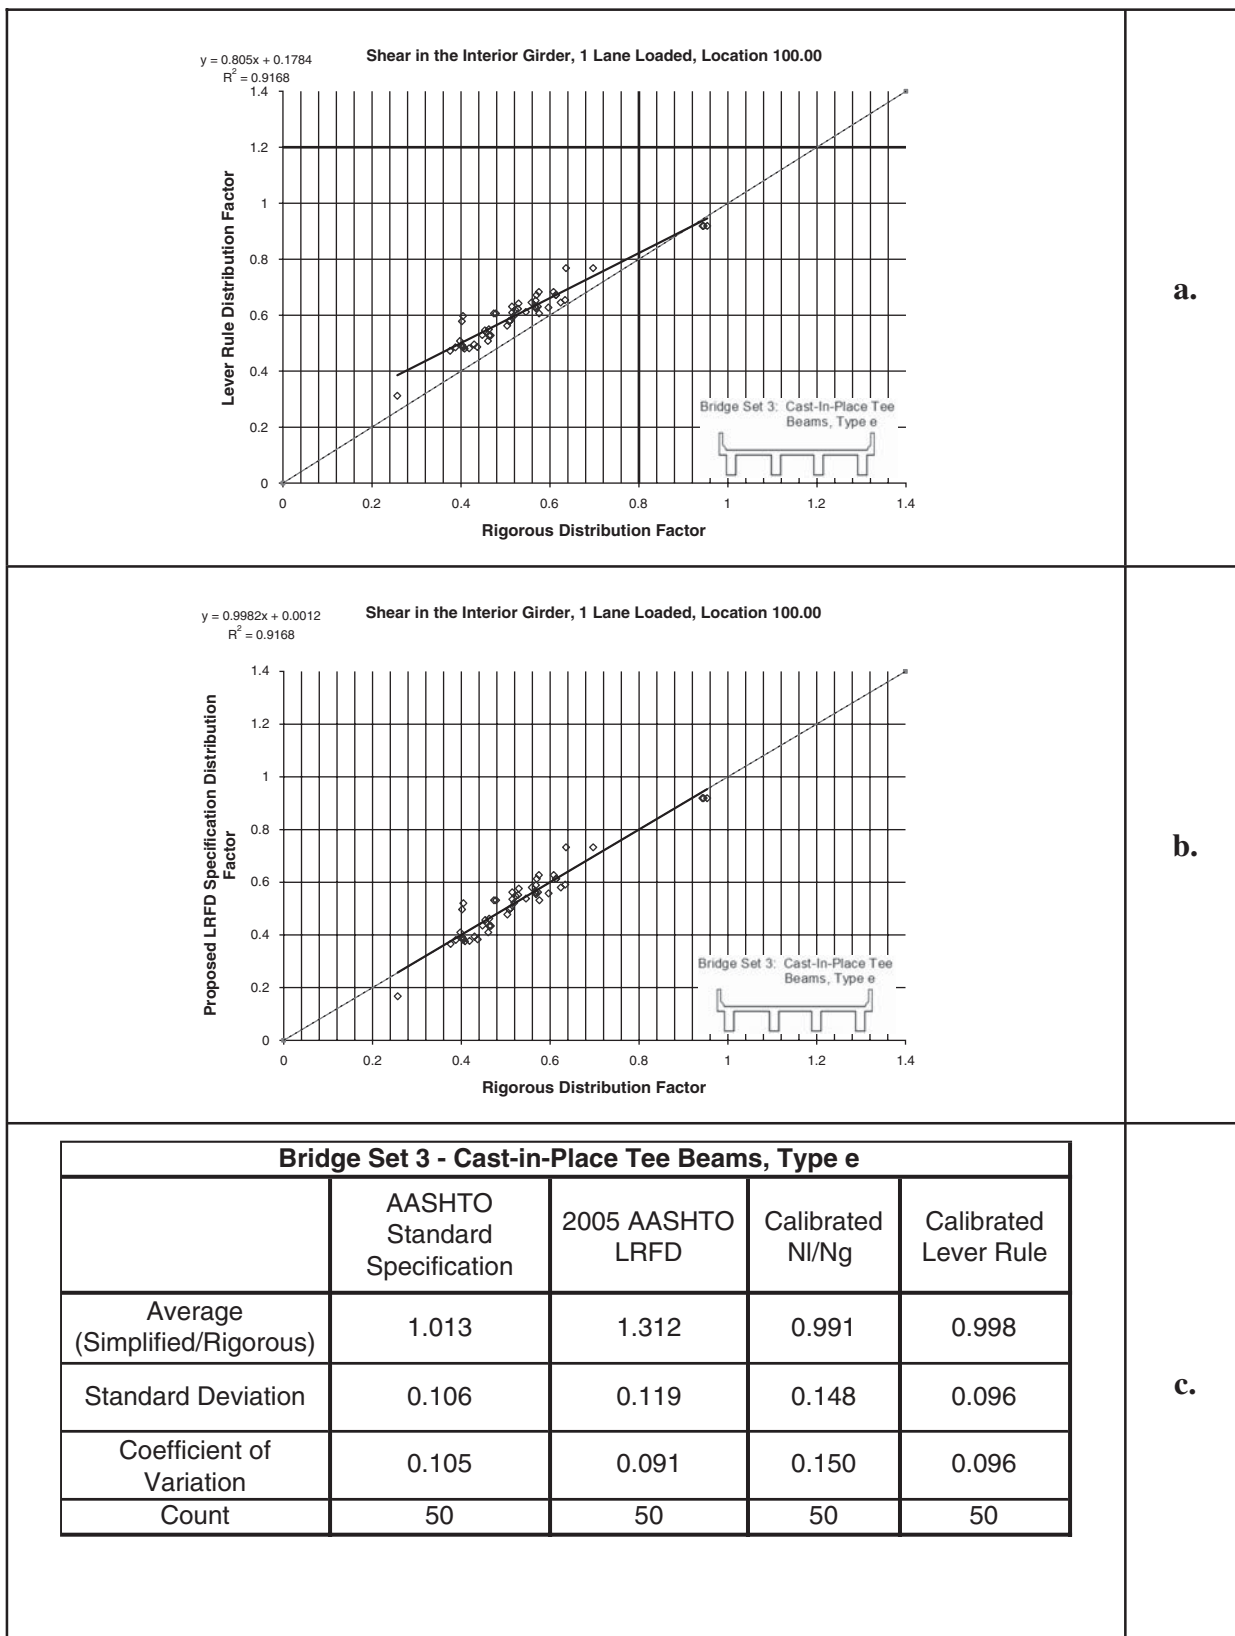 y = 0.805x + 0.1784
R2 = 0.9168
Shear in the Interior Girder, 1 Lane Loaded, Location 100.00
Lever Rule Distribution Factor
1.4
1.2
1
0.8
0.6
0.4
0.2
0
0 0.2 0.4 0.6 0.8 1 1.2 1.4
Rigorous Distribution Factor
Bridge Set 3: Cast-In-Place Tee
Beams, Type e
a.
y = 0.9982x + 0.0012
R2 = 0.9168
Shear in the Interior Girder, 1 Lane Loaded, Location 100.00
Proposed LRFD Specification Distribution
Factor
1.4
1.2
1
0.8
0.6
0.4
0.2
0
0 0.2 0.4 0.6 0.8 1 1.2 1.4
Rigorous Distribution Factor
Bridge Set 3: Cast-In-Place Tee
Beams, Type e
b.
Bridge Set 3 - Cast-in-Place Tee Beams, Type e
AASHTO
Standard
Specification
2005 AASHTO
LRFD
Calibrated
Nl/Ng
Calibrated
Lever Rule
Average
(Simplified/Rigorous)
1.013 1.312 0.991 0.998
Standard Deviation 0.106 0.119 0.148 0.096
Coefficient of
Variation
0.105 0.091 0.150 0.096
Count 50 50 50 50
c.